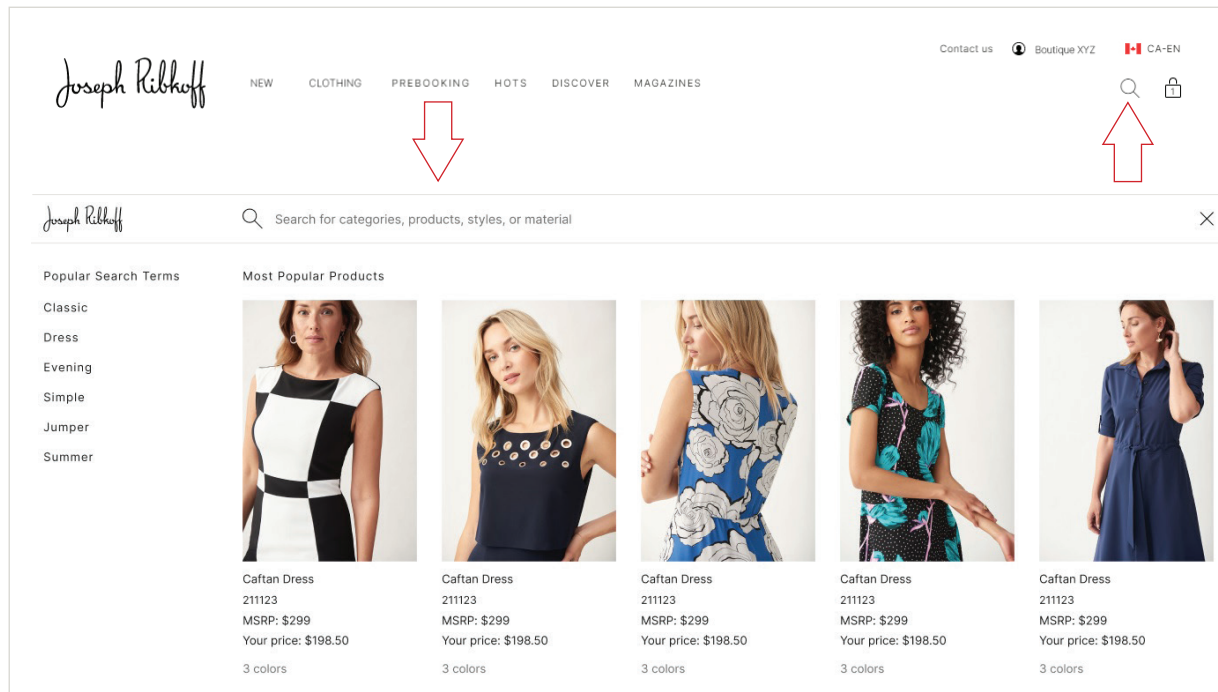 Contact us Boutique XYZ CA-EN
Joseph Ribkoff NEW CLOTHING PREBOOKING HOTS DISCOVER MAGAZINES 1
Joseph Ribkoff Search for categories, products, styles, or material
Popular Search Terms
Classic
Dress
Evening
Simple
Jumper
Summer
Most Popular Products
Caftan Dress Caftan Dress Caftan Dress Caftan Dress Caftan Dress
211123 211123 211123 211123 211123
MSRP: $299 MSRP: $299 MSRP: $299 MSRP: $299 MSRP: $299
Your price: $198.50 Your price: $198.50 Your price: $198.50 Your price: $198.50 Your price: $198.50
3 colors 3 colors 3 colors 3 colors 3 colors